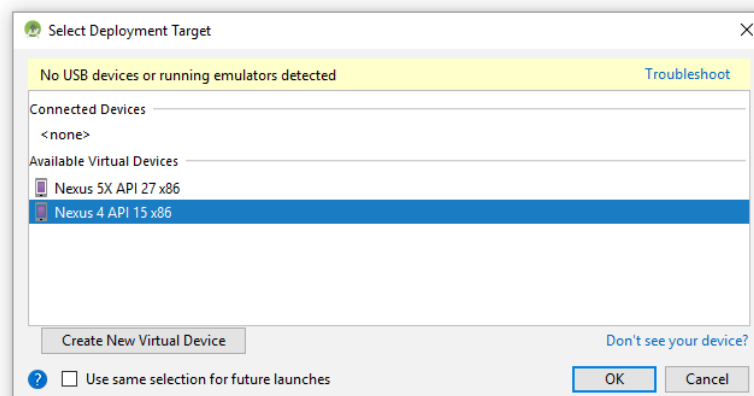 Select Deployment Target
No USB devices or running emulators detected Troubleshoot
Connected Devices
<none>
Available Virtual Devices
Nexus 5X API 27 x86
Nexus 4 API 15 x86
Create New Virtual Device Don't see your device?
? Use same selection for future launches OK Cancel